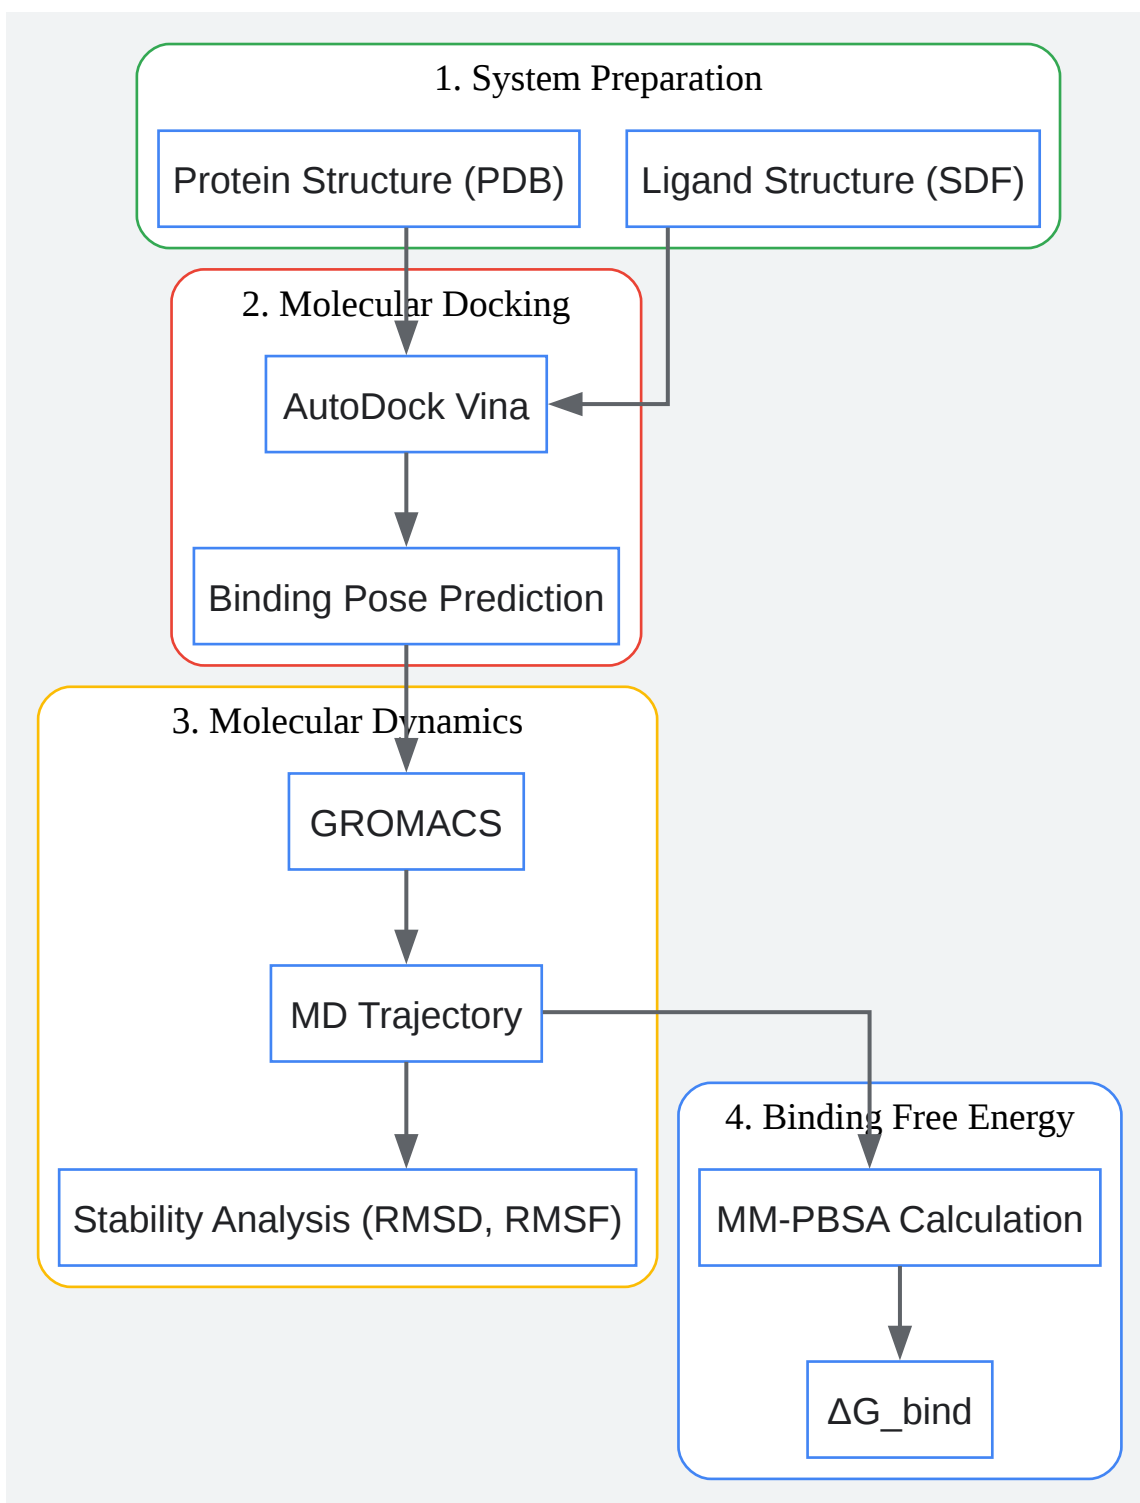 1. System Preparation
Protein Structure (PDB)
Ligand Structure (SDF)
2. Molecular Docking
AutoDock Vina
Binding Pose Prediction
3. Molecular Dynamics
GROMACS
MD Trajectory
Stability Analysis (RMSD, RMSF)
4. Binding Free Energy
MM-PBSA Calculation
ΔG_bind